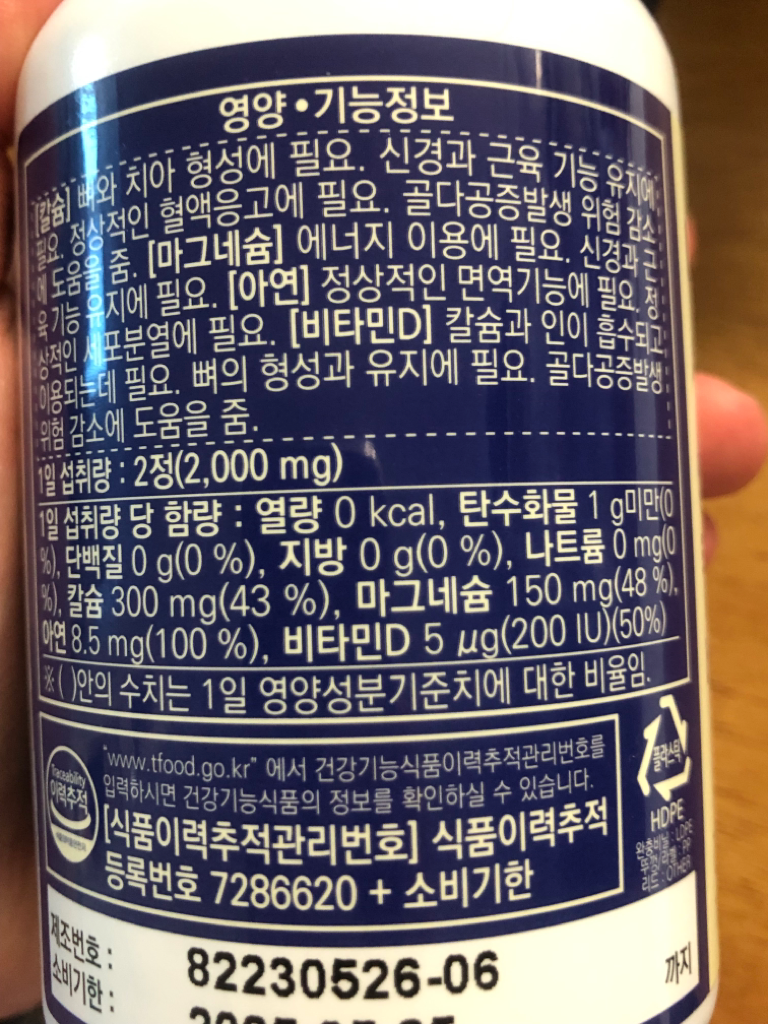 영양•기능정보
[칼슘] 뼈와 치아 형성에 필요. 신경과 근육 기능 유지에
필요. 정상적인 혈액응고에 필요. 골다공증발생 위험 감소
에 도움을 줌. [마그네슘] 에너지 이용에 필요. 신경과 근
육 기능 유지에 필요. [아연] 정상적인 면역기능에 필요. 정
상적인 세포분열에 필요. [비타민D] 칼슘과 인이 흡수되고
이용되는데 필요. 뼈의 형성과 유지에 필요. 골다공증발생
위험 감소에 도움을 줌.
1일 섭취량 : 2정(2,000 mg)
1일 섭취량 당 함량 : 열량 0 kcal, 탄수화물 1 g미만(0
%), 단백질 0 g(0 %), 지방 0 g(0 %), 나트륨 0 mg(0
%), 칼슘 300 mg(43 %), 마그네슘 150 mg(48 %),
아연 8.5 mg(100 %), 비타민D 5 µg(200 IU)(50%)
※ ( )안의 수치는 1일 영양성분기준치에 대한 비율임.
Traceability
이력추적
"www.tfood.go.kr" 에서 건강기능식품이력추적관리번호를
입력하시면 건강기능식품의 정보를 확인하실 수 있습니다.
[식품이력추적관리번호] 식품이력추적
등록번호 7286620 + 소비기한
플라스틱
HDPE
완충비닐 : LDPE
뚜껑, 라벨 : PP
리드 : OTHER
제조번호 : 82230526-06
소비기한 : 까지